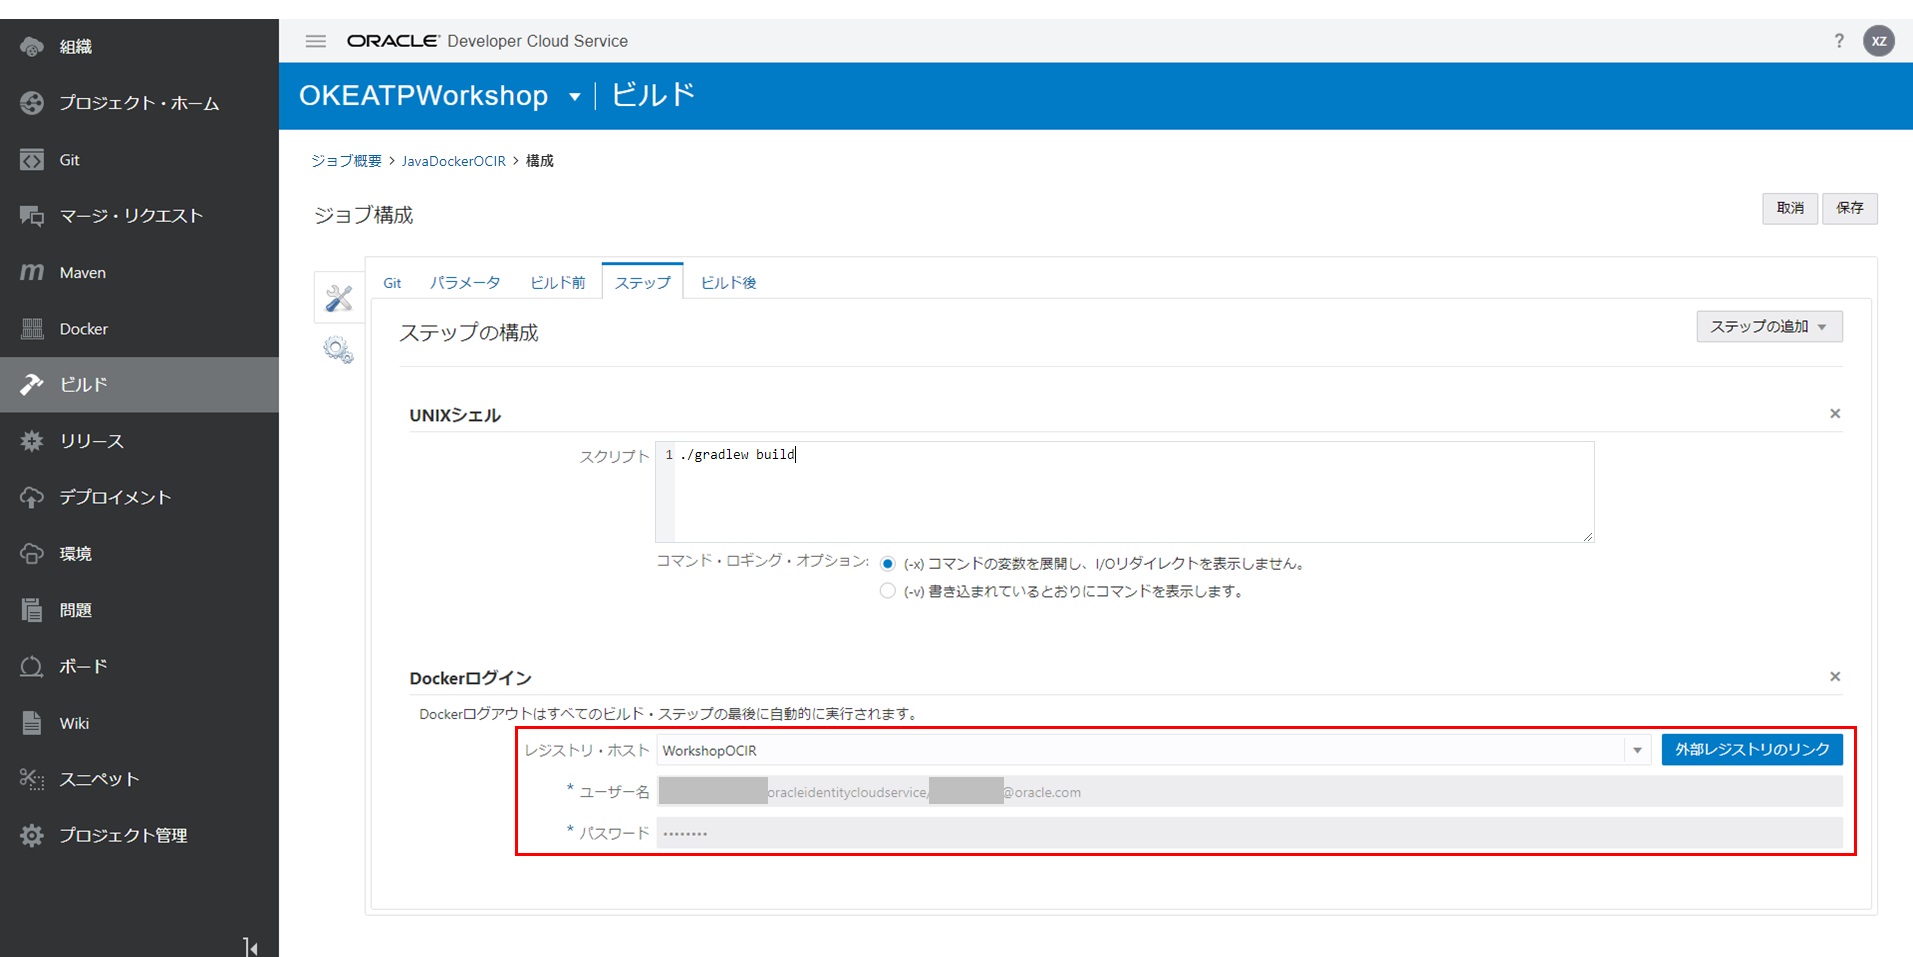 組織
プロジェクト・ホーム
Git
マージ・リクエスト
Maven
Docker
ビルド
リリース
デプロイメント
環境
問題
ボード
Wiki
スニペット
プロジェクト管理
ORACLE Developer Cloud Service
? XZ
OKEATPWorkshop | ビルド
ジョブ概要 > JavaDockerOCIR > 構成
ジョブ構成
取消 保存
Git パラメータ ビルド前 ステップ ビルド後
ステップの構成
ステップの追加
UNIXシェル
スクリプト
1 ./gradlew build
コマンド・ロギング・オプション: (-x) コマンドの変数を展開し、I/Oリダイレクトを表示しません。
(-v) 書き込まれているとおりにコマンドを表示します。
Dockerログイン
Dockerログアウトはすべてのビルド・ステップの最後に自動的に実行されます。
レジストリ・ホスト WorkshopOCIR 外部レジストリのリンク
* ユーザー名 oracleidentitycloudservice/ @oracle.com
* パスワード ••••••••